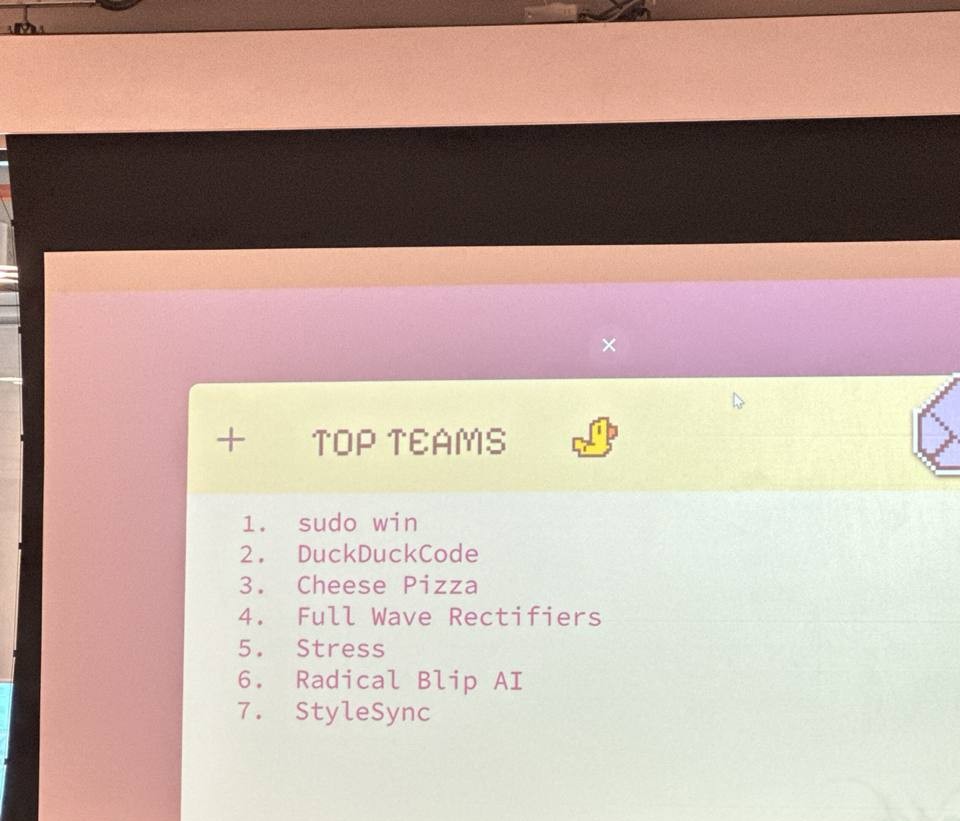 TOP TEAMS
1. sudo win
2. DuckDuckCode
3. Cheese Pizza
4. Full Wave Rectifiers
5. Stress
6. Radical Blip AI
7. StyleSync